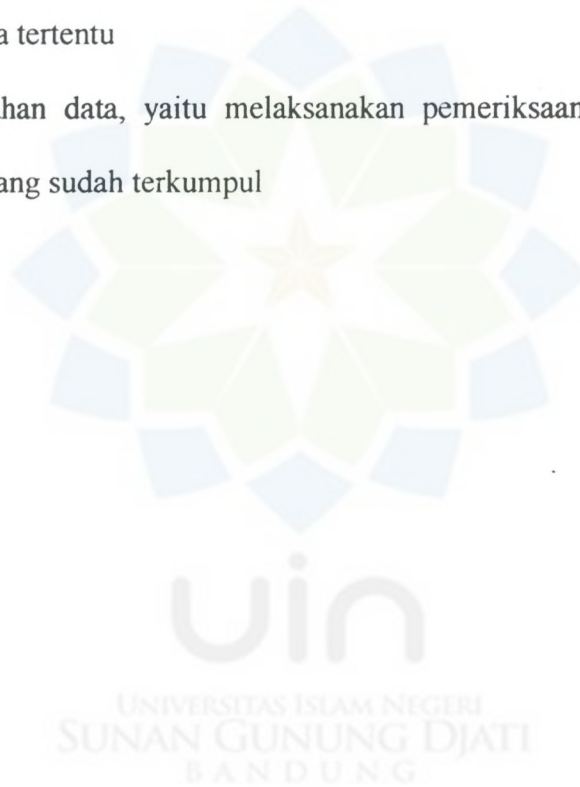 a tertentu
han data, yaitu melaksanakan pemeriksaan
ang sudah terkumpul
uin
UNIVERSITAS ISLAM NEGERI
SUNAN GUNUNG DJATI
BANDUNG